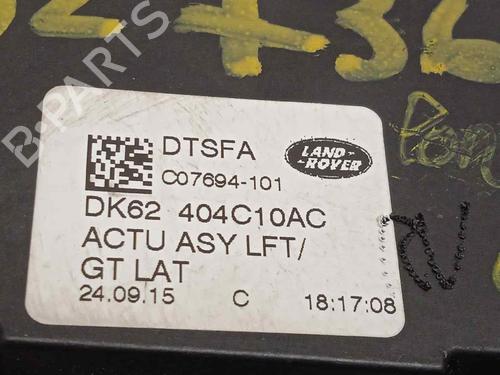 B-PARTS
DTSFA
C07694-101
LAND-
ROVER
DK62 404C10AC
ACTU ASY LFT/
GT LAT
24.09.15 C 18:17:08